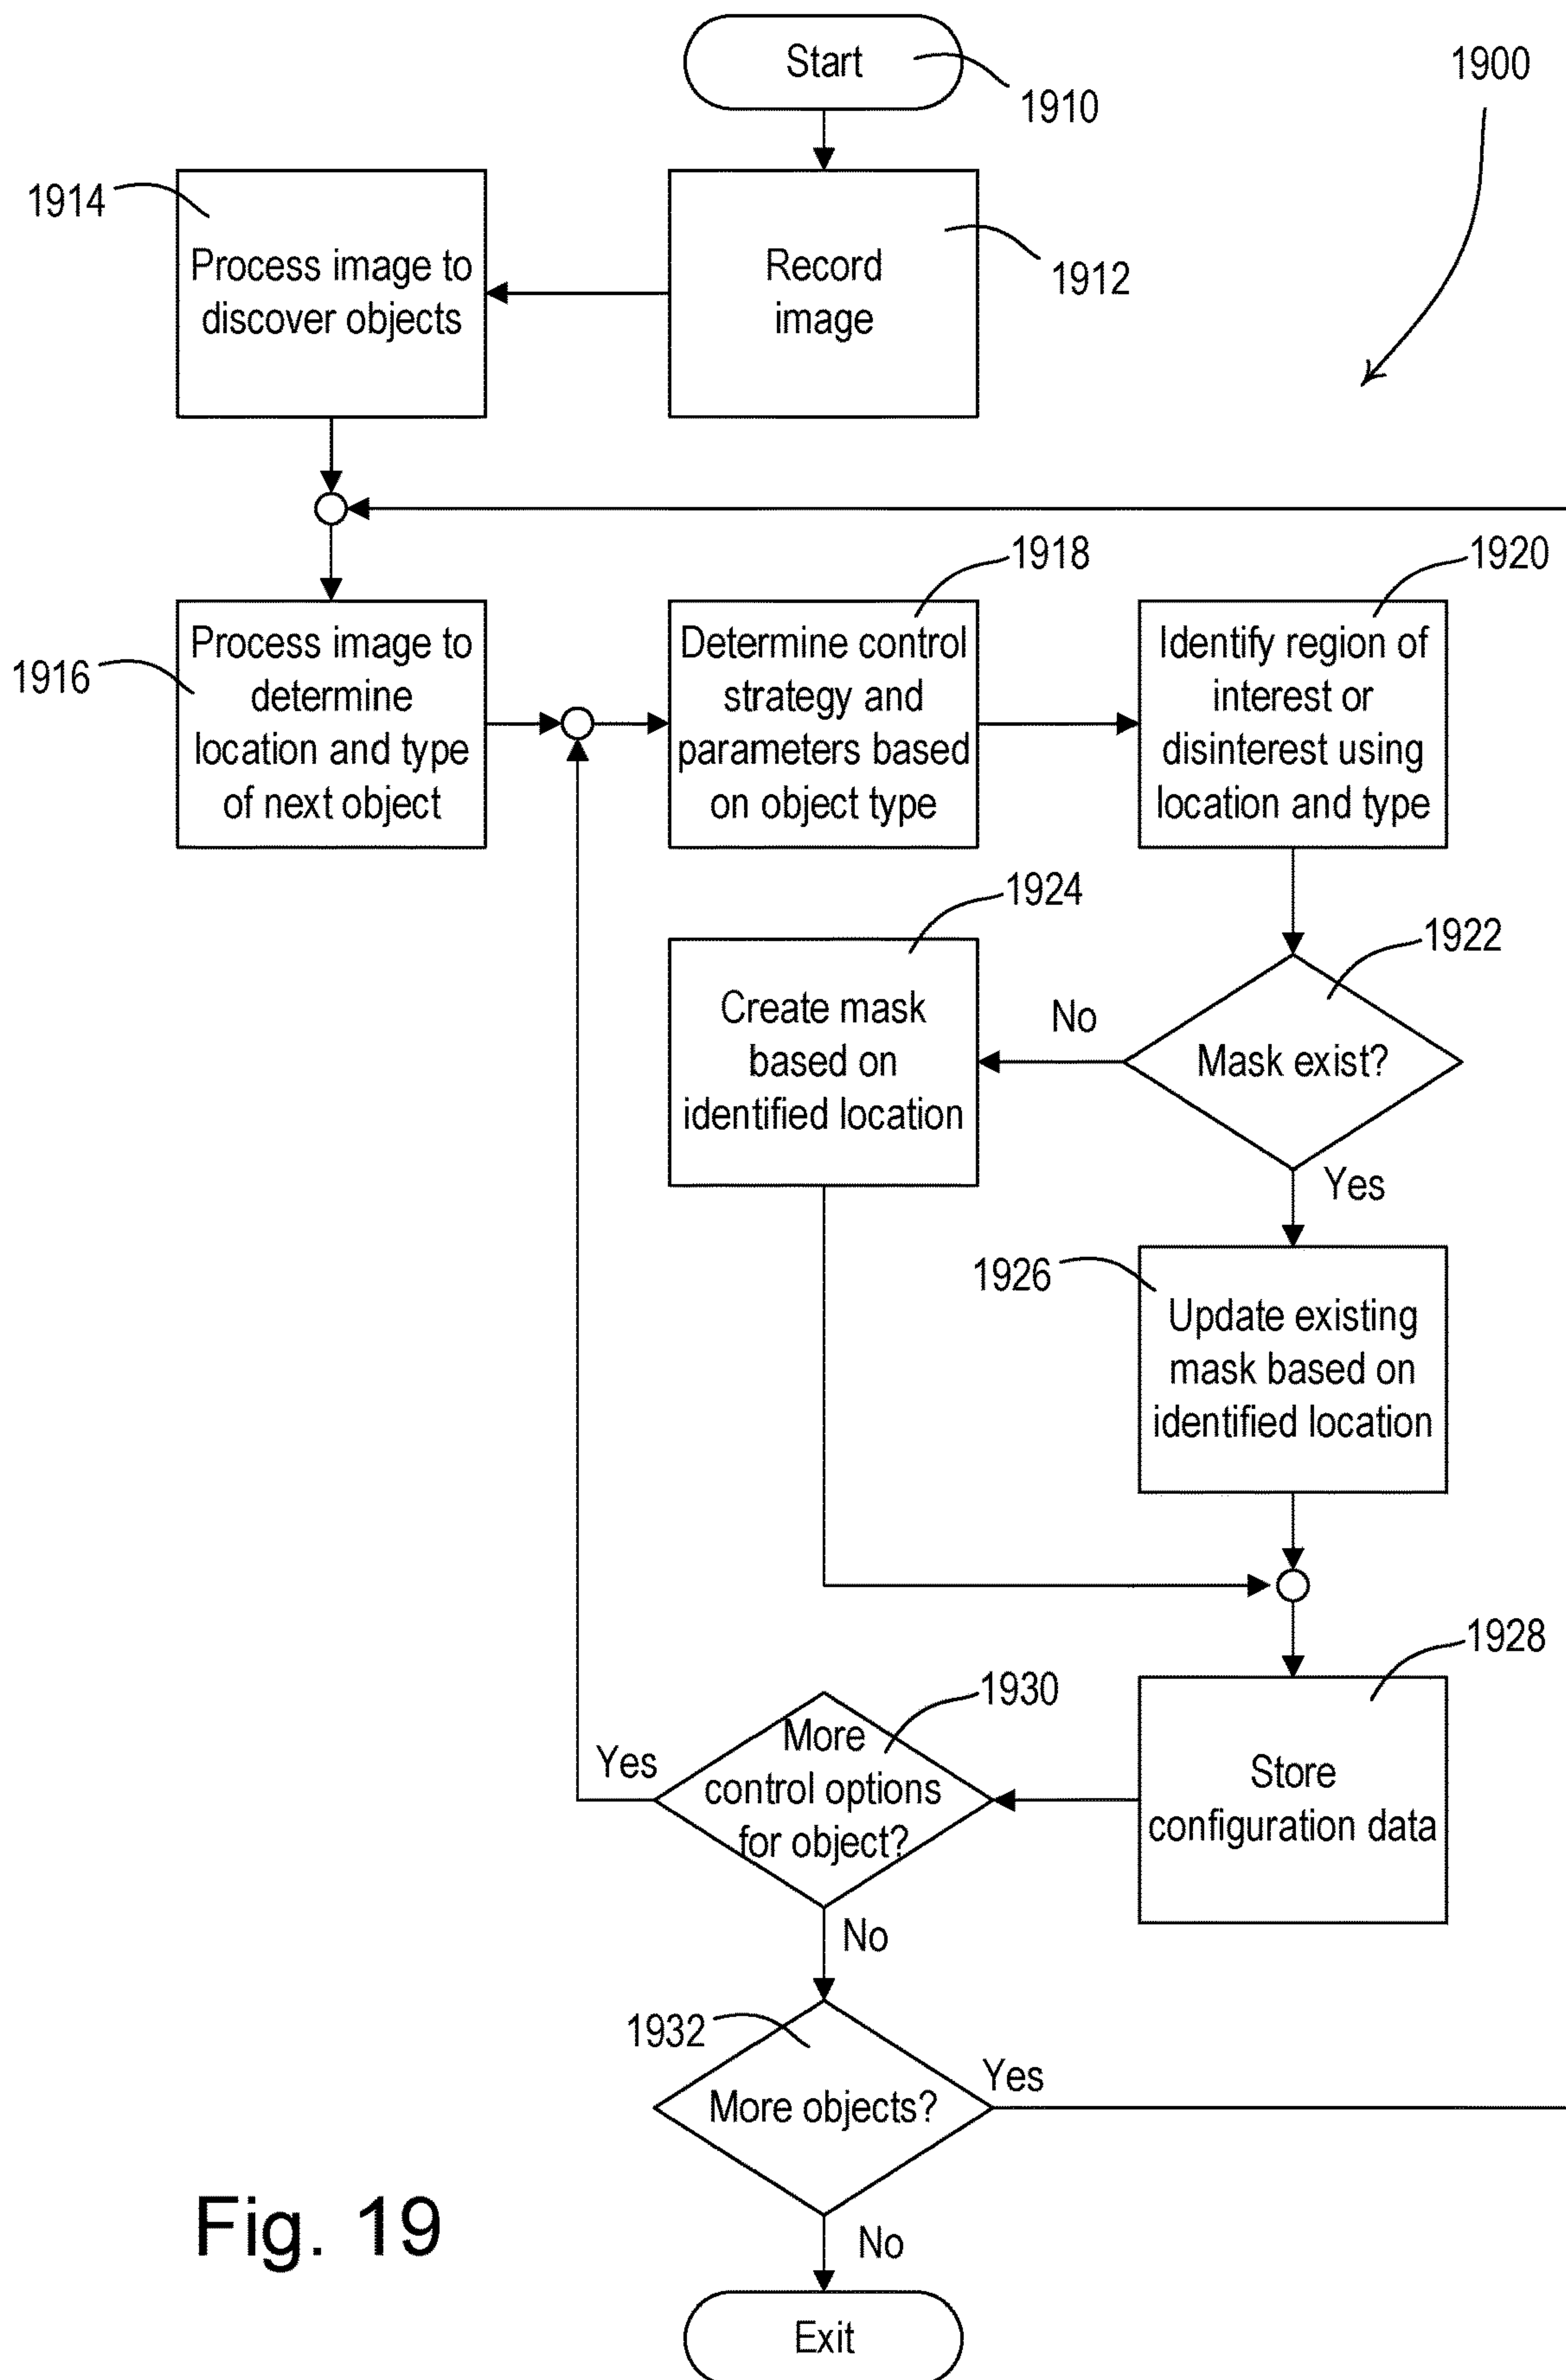 Start
1910
1900
1914
Process image to
discover objects
Record
image
1912
1916
Process image to
determine
location and type
of next object
1918
Determine control
strategy and
parameters based
on object type
1920
Identify region of
interest or
disinterest using
location and type
1922
Mask exist?
No
Yes
1924
Create mask
based on
identified location
1926
Update existing
mask based on
identified location
1928
Store
configuration data
1930
More
control options
for object?
Yes
No
1932
More objects?
Yes
No
Exit
Fig. 19